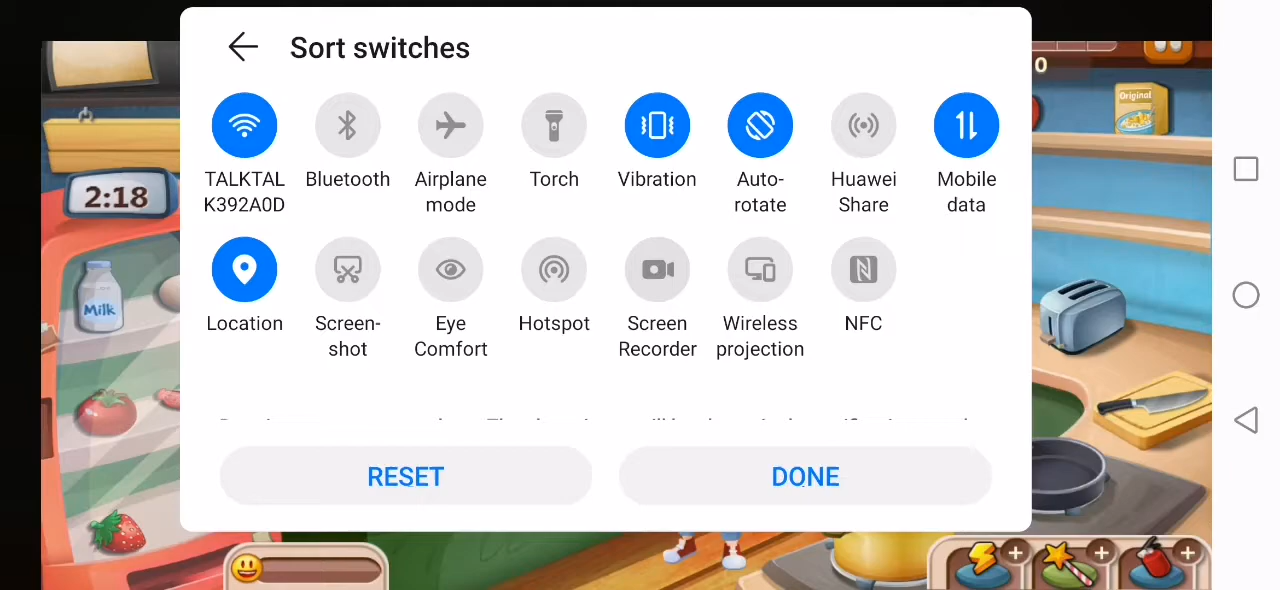 Sort switches
TALKTAL
K392A0D
Bluetooth
Airplane
mode
Torch
Vibration
Auto-
rotate
Huawei
Share
Mobile
data
Location
Screen-
shot
Eye
Comfort
Hotspot
Screen
Recorder
Wireless
projection
NFC
RESET
DONE
2:18
Milk
0
Original